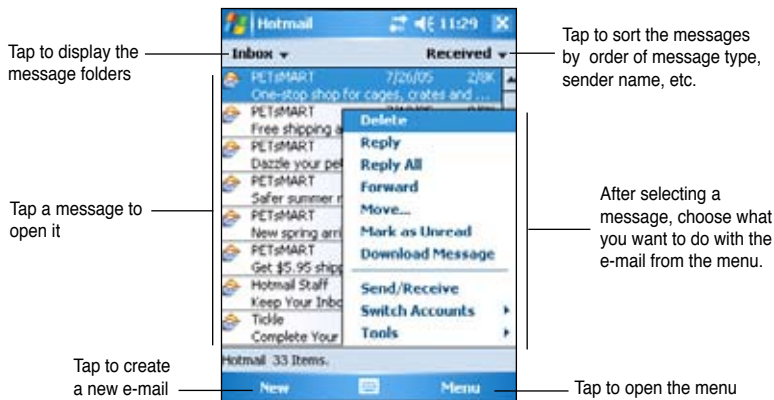 Hotmail 11:29
Inbox Received
PETsMART 7/26/05 2/8K
One-stop shop for cages, crates and ...
PETsMART
Free shipping a
PETsMART
Dazzle your pet
PETsMART
Safer summer r
PETsMART
New spring arri
PETsMART
Get $5.95 shipp
Hotmail Staff
Keep Your Inbo
Tickle
Complete Your
Hotmail 33 Items.
New Menu
Delete
Reply
Reply All
Forward
Move...
Mark as Unread
Download Message
Send/Receive
Switch Accounts
Tools
Tap to display the
message folders
Tap a message to
open it
Tap to create
a new e-mail
Tap to sort the messages
by order of message type,
sender name, etc.
After selecting a
message, choose what
you want to do with the
e-mail from the menu.
Tap to open the menu